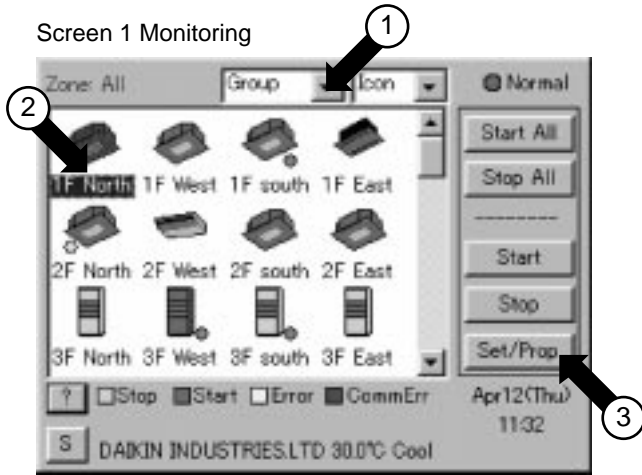 Screen 1 Monitoring
1
Zone: All Group Icon Normal
2
1F North 1F West 1F south 1F East
Start All
Stop All
--------
2F North 2F West 2F south 2F East
Start
Stop
3F North 3F West 3F south 3F East
Set/Prop
? Stop Start Error CommErr
Apr12(Thu)
11:32
3
S DAIKIN INDUSTRIES.LTD 30.0℃ Cool